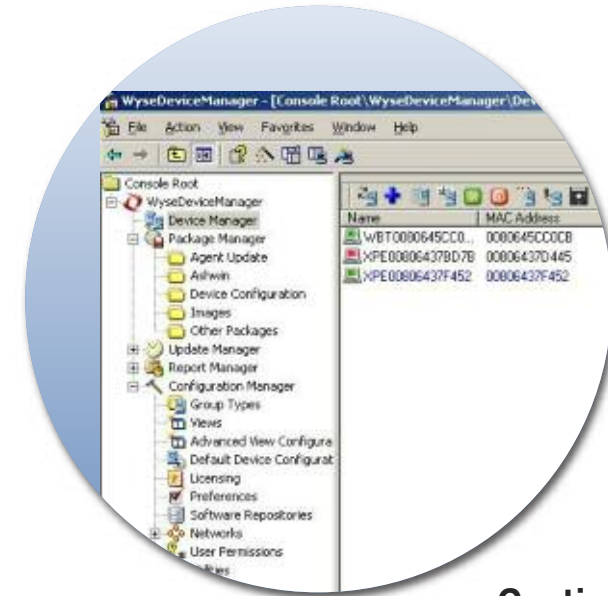 WyseDeviceManager - [Console Root\WyseDeviceManager\Dev
File Action View Favorites Window Help
Console Root
WyseDeviceManager
Device Manager
Package Manager
Agent Update
Ashwin
Device Configuration
Images
Other Packages
Update Manager
Report Manager
Configuration Manager
Group Types
Views
Advanced View Configura
Default Device Configurat
Licensing
Preferences
Software Repositories
Networks
User Permissions
Name MAC Address
WBT0080645CC0... 0080645CC0CB
XPE00806437BD7B 00806437D445
XPE00806437F452 00806437F452